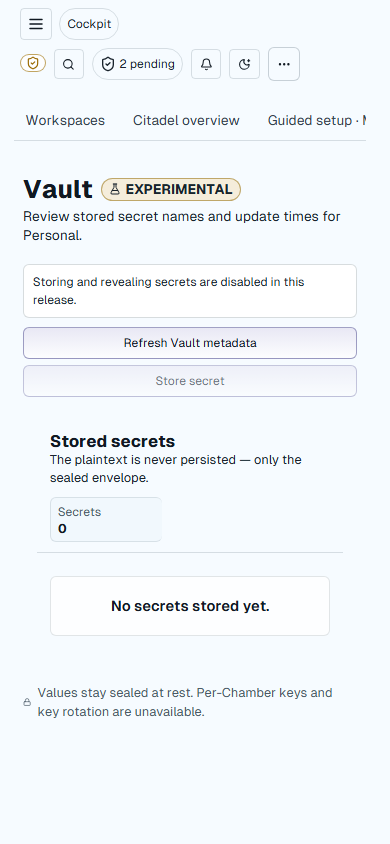 Cockpit
2 pending
Workspaces
Citadel overview
Guided setup ·
Vault
EXPERIMENTAL
Review stored secret names and update times for
Personal.
Storing and revealing secrets are disabled in this
release.
Refresh Vault metadata
Store secret
Stored secrets
The plaintext is never persisted — only the
sealed envelope.
Secrets
0
No secrets stored yet.
Values stay sealed at rest. Per-Chamber keys and
key rotation are unavailable.